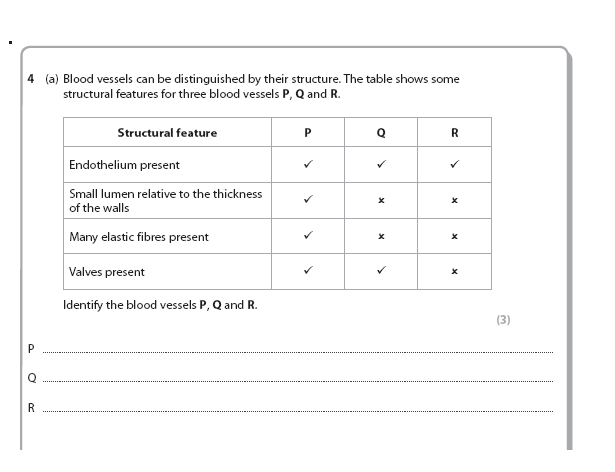 4 (a) Blood vessels can be distinguished by their structure. The table shows some
structural features for three blood vessels P, Q and R.
Structural feature P Q R
Endothelium present ✓ ✓ ✓
Small lumen relative to the thickness
of the walls ✓ × ×
Many elastic fibres present ✓ × ×
Valves present ✓ ✓ ×
Identify the blood vessels P, Q and R.
(3)
P
Q
R